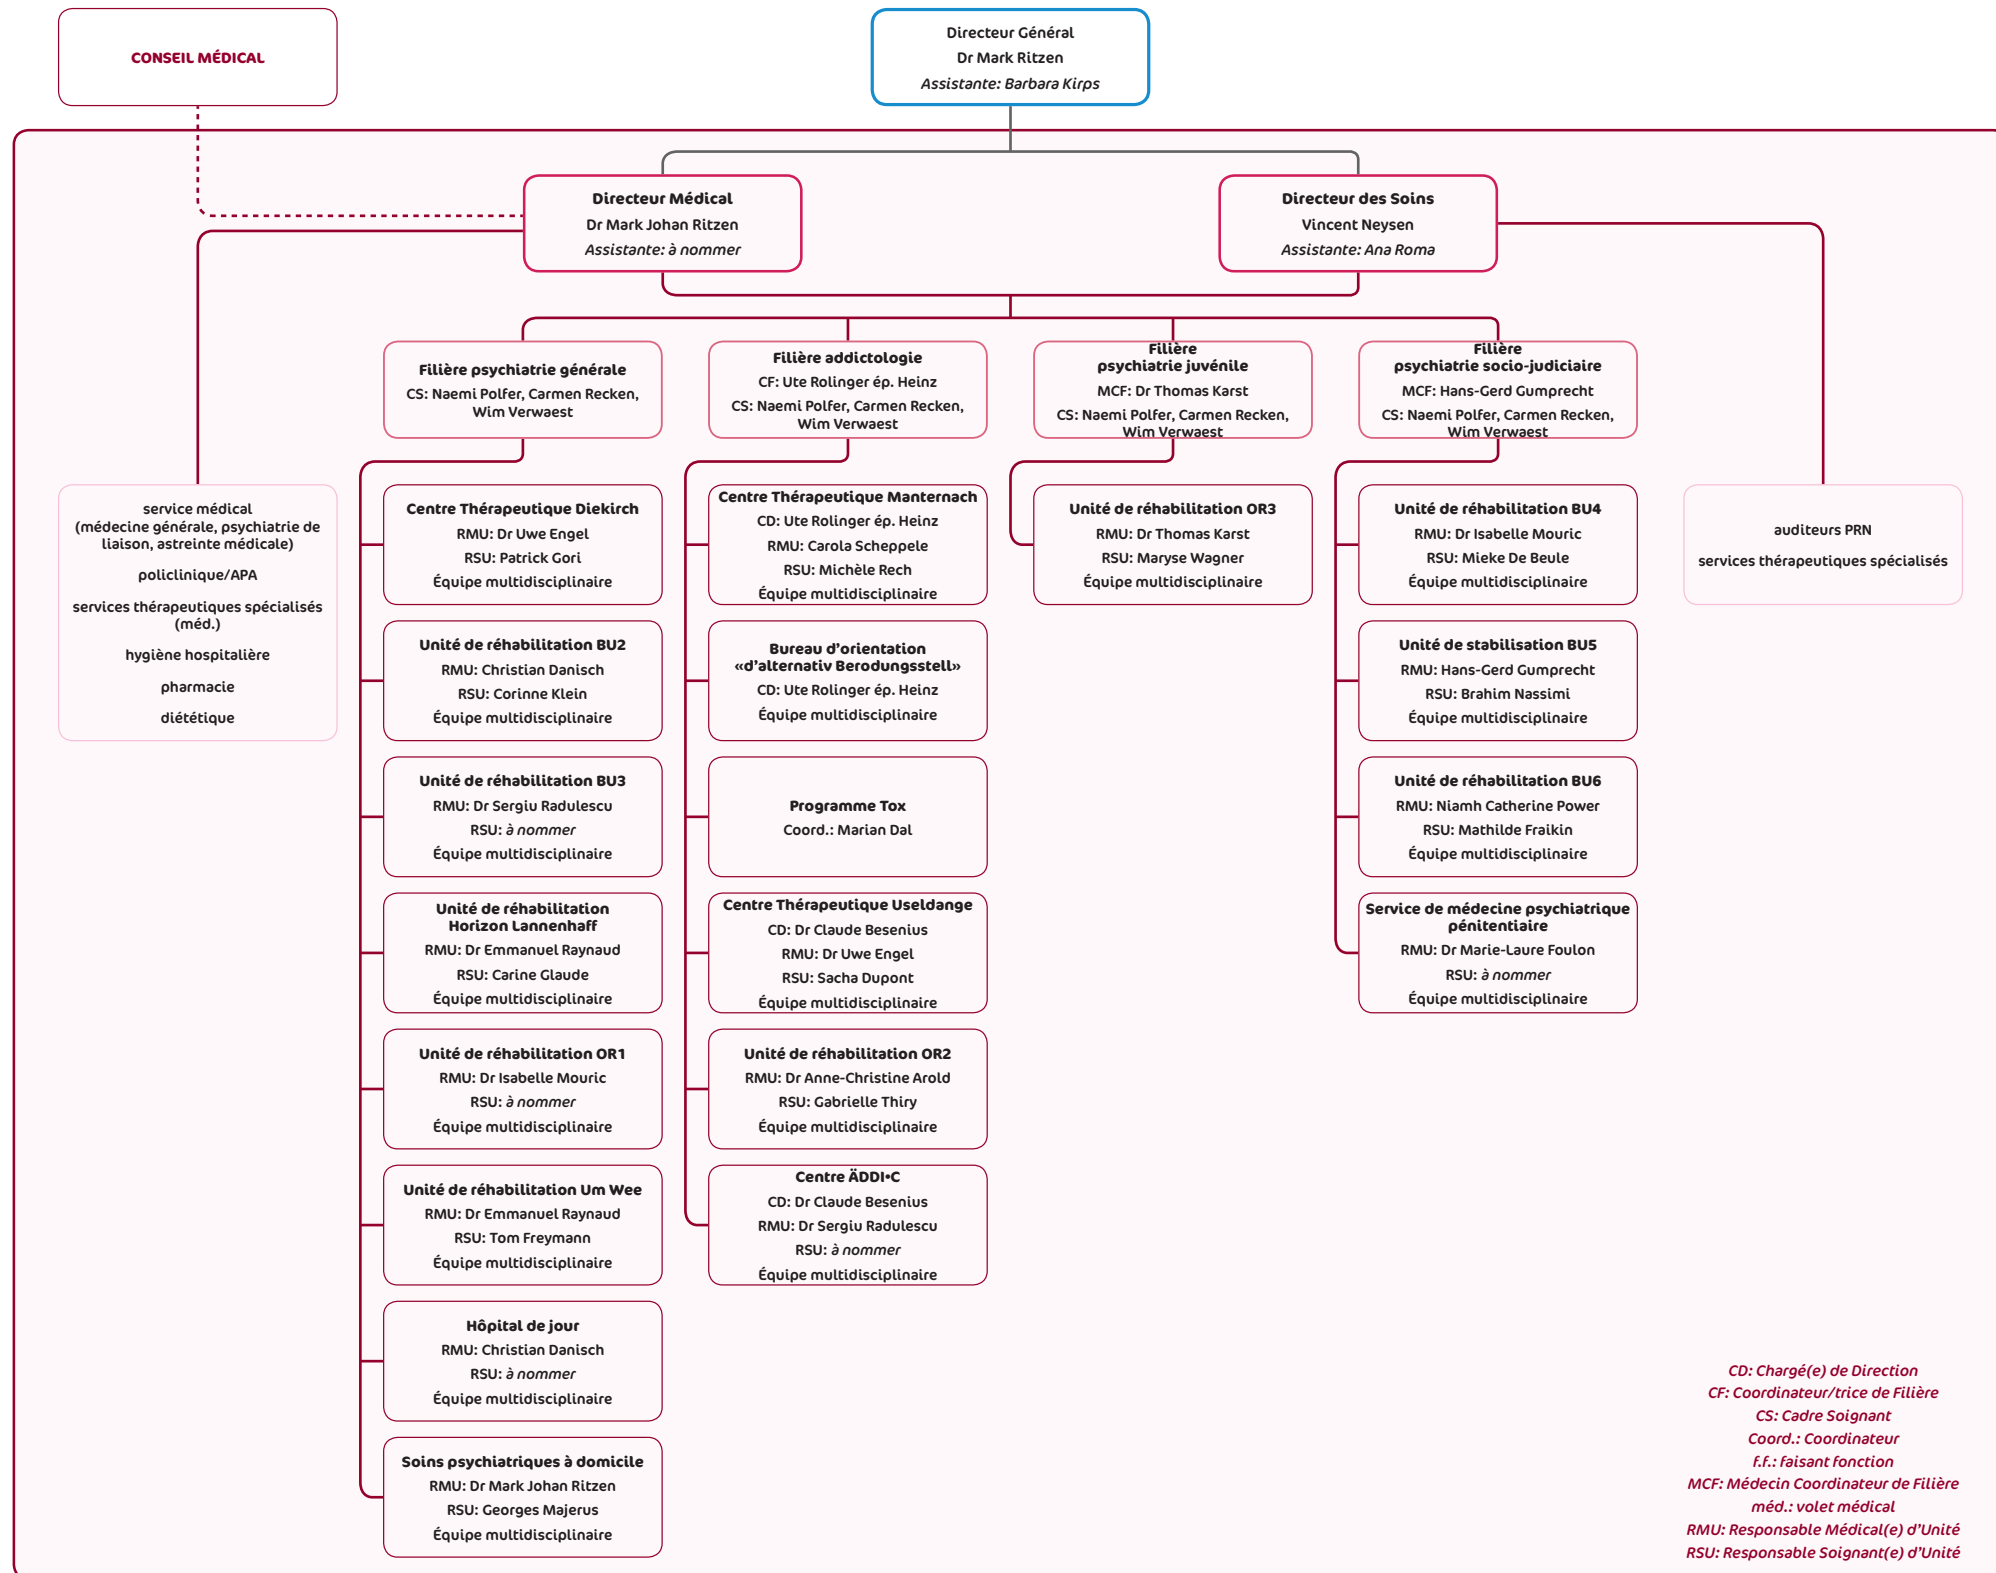 CONSEIL MÉDICAL
Directeur Général
Dr Mark Ritzen
Assistante: Barbara Kirps
Directeur Médical
Dr Mark Johan Ritzen
Assistante: à nommer
Directeur des Soins
Vincent Neysen
Assistante: Ana Roma
Filière psychiatrie générale
CS: Naemi Polfer, Carmen Recken,
Wim Verwaest
Filière addictologie
CF: Ute Rolinger ép. Heinz
CS: Naemi Polfer, Carmen Recken,
Wim Verwaest
Filière
psychiatrie juvénile
MCF: Dr Thomas Karst
CS: Naemi Polfer, Carmen Recken,
Wim Verwaest
Filière
psychiatrie socio-judiciaire
MCF: Hans-Gerd Gumprecht
CS: Naemi Polfer, Carmen Recken,
Wim Verwaest
service médical
(médecine générale, psychiatrie de
liaison, astreinte médicale)
policlinique/APA
services thérapeutiques spécialisés
(méd.)
hygiène hospitalière
pharmacie
diététique
Centre Thérapeutique Diekirch
RMU: Dr Uwe Engel
RSU: Patrick Gori
Équipe multidisciplinaire
Unité de réhabilitation BU2
RMU: Christian Danisch
RSU: Corinne Klein
Équipe multidisciplinaire
Unité de réhabilitation BU3
RMU: Dr Sergiu Radulescu
RSU: à nommer
Équipe multidisciplinaire
Unité de réhabilitation
Horizon Lannenhaff
RMU: Dr Emmanuel Raynaud
RSU: Carine Glaude
Équipe multidisciplinaire
Unité de réhabilitation OR1
RMU: Dr Isabelle Mouric
RSU: à nommer
Équipe multidisciplinaire
Unité de réhabilitation Um Wee
RMU: Dr Emmanuel Raynaud
RSU: Tom Freymann
Équipe multidisciplinaire
Hôpital de jour
RMU: Christian Danisch
RSU: à nommer
Équipe multidisciplinaire
Soins psychiatriques à domicile
RMU: Dr Mark Johan Ritzen
RSU: Georges Majerus
Équipe multidisciplinaire
Centre Thérapeutique Manternach
CD: Ute Rolinger ép. Heinz
RMU: Carola Scheppele
RSU: Michèle Rech
Équipe multidisciplinaire
Bureau d'orientation
«d'alternativ Berodungsstell»
CD: Ute Rolinger ép. Heinz
Équipe multidisciplinaire
Programme Tox
Coord.: Marian Dal
Centre Thérapeutique Useldange
CD: Dr Claude Besenius
RMU: Dr Uwe Engel
RSU: Sacha Dupont
Équipe multidisciplinaire
Unité de réhabilitation OR2
RMU: Dr Anne-Christine Arold
RSU: Gabrielle Thiry
Équipe multidisciplinaire
Centre ÄDDI•C
CD: Dr Claude Besenius
RMU: Dr Sergiu Radulescu
RSU: à nommer
Équipe multidisciplinaire
Unité de réhabilitation OR3
RMU: Dr Thomas Karst
RSU: Maryse Wagner
Équipe multidisciplinaire
Unité de réhabilitation BU4
RMU: Dr Isabelle Mouric
RSU: Mieke De Beule
Équipe multidisciplinaire
Unité de stabilisation BU5
RMU: Hans-Gerd Gumprecht
RSU: Brahim Nassimi
Équipe multidisciplinaire
Unité de réhabilitation BU6
RMU: Niamh Catherine Power
RSU: Mathilde Fraikin
Équipe multidisciplinaire
Service de médecine psychiatrique
pénitentiaire
RMU: Dr Marie-Laure Foulon
RSU: à nommer
Équipe multidisciplinaire
auditeurs PRN
services thérapeutiques spécialisés
CD: Chargé(e) de Direction
CF: Coordinateur/trice de Filière
CS: Cadre Soignant
Coord.: Coordinateur
f.f.: faisant fonction
MCF: Médecin Coordinateur de Filière
méd.: volet médical
RMU: Responsable Médical(e) d'Unité
RSU: Responsable Soignant(e) d'Unité